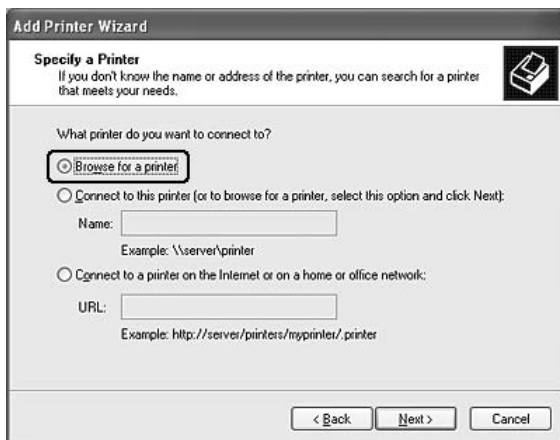 Add Printer Wizard
Specify a Printer
If you don't know the name or address of the printer, you can search for a printer
that meets your needs.
What printer do you want to connect to?
Browse for a printer
Connect to this printer (or to browse for a printer, select this option and click Next):
Name:
Example: \\server\printer
Connect to a printer on the Internet or on a home or office network:
URL:
Example: http://server/printers/myprinter/.printer
< Back
Next >
Cancel